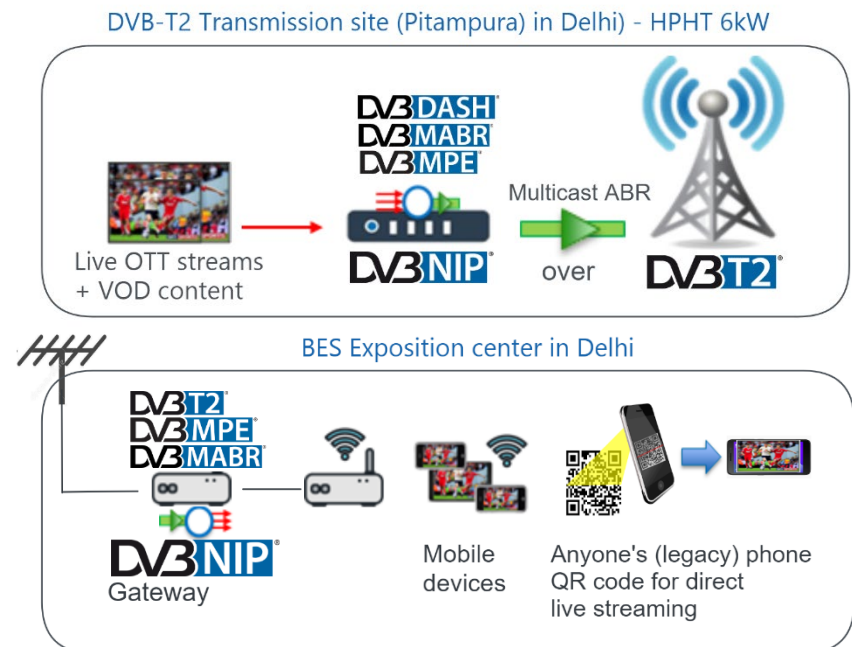 DVB-T2 Transmission site (Pitampura) in Delhi) - HPHT 6kW
DVB DASH®
DVB MABR®
DVB MPE®
Multicast ABR
over
Live OTT streams
+ VOD content
DVB NIP®
DVB T2®
BES Exposition center in Delhi
DVB T2®
DVB MPE®
DVB MABR®
DVB NIP®
Gateway
Mobile
devices
Anyone's (legacy) phone
QR code for direct
live streaming